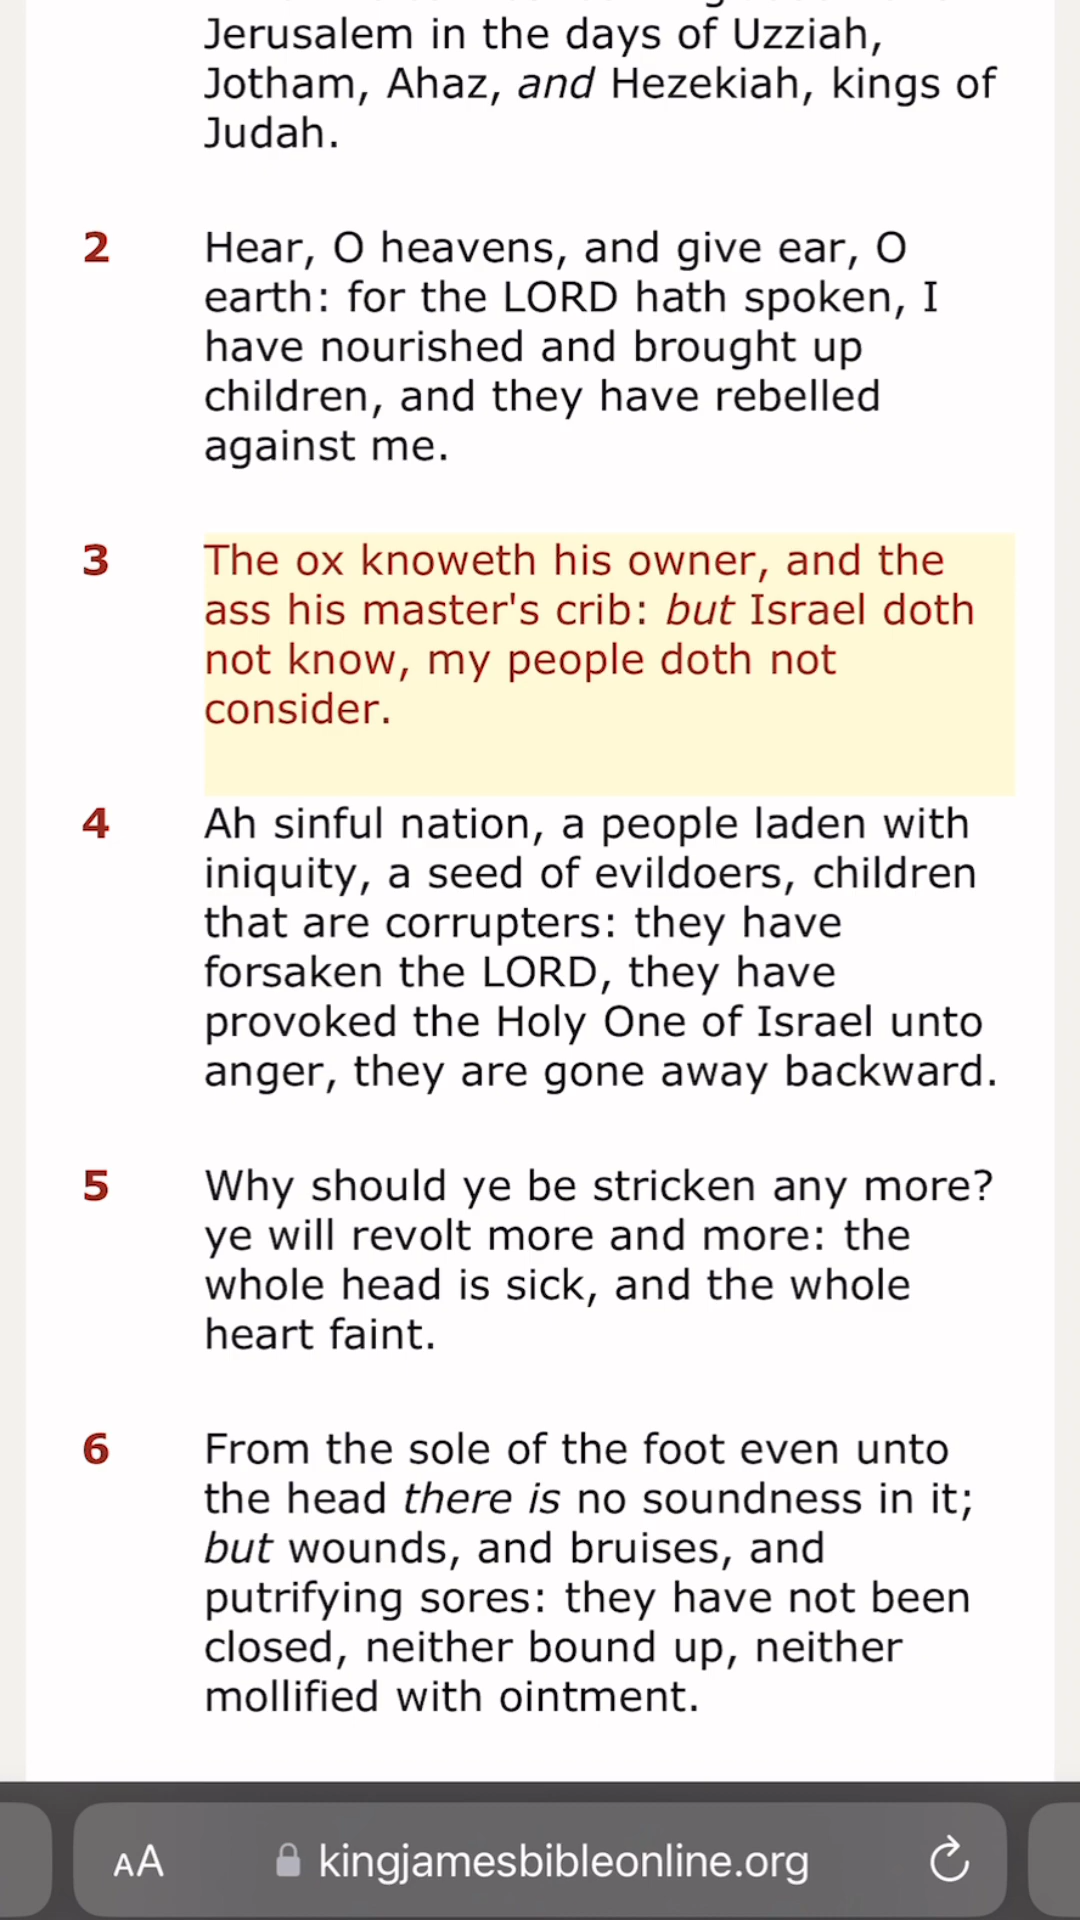 Jerusalem in the days of Uzziah,
Jotham, Ahaz, and Hezekiah, kings of
Judah.
2 Hear, O heavens, and give ear, O
earth: for the LORD hath spoken, I
have nourished and brought up
children, and they have rebelled
against me.
3 The ox knoweth his owner, and the
ass his master's crib: but Israel doth
not know, my people doth not
consider.
4 Ah sinful nation, a people laden with
iniquity, a seed of evildoers, children
that are corrupters: they have
forsaken the LORD, they have
provoked the Holy One of Israel unto
anger, they are gone away backward.
5 Why should ye be stricken any more?
ye will revolt more and more: the
whole head is sick, and the whole
heart faint.
6 From the sole of the foot even unto
the head there is no soundness in it;
but wounds, and bruises, and
putrifying sores: they have not been
closed, neither bound up, neither
mollified with ointment.
AA kingjamesbibleonline.org